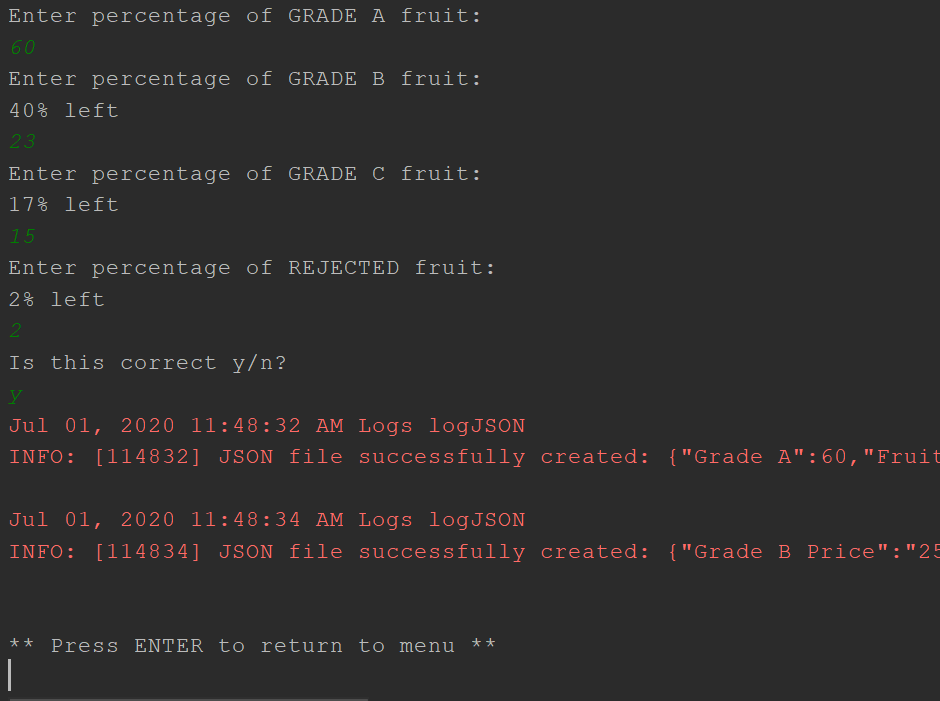 Enter percentage of GRADE A fruit:
60
Enter percentage of GRADE B fruit:
40% left
23
Enter percentage of GRADE C fruit:
17% left
15
Enter percentage of REJECTED fruit:
2% left
2
Is this correct y/n?
y
Jul 01, 2020 11:48:32 AM Logs logJSON
INFO: [114832] JSON file successfully created: {"Grade A":60,"Fruit
Jul 01, 2020 11:48:34 AM Logs logJSON
INFO: [114834] JSON file successfully created: {"Grade B Price":"25
** Press ENTER to return to menu **